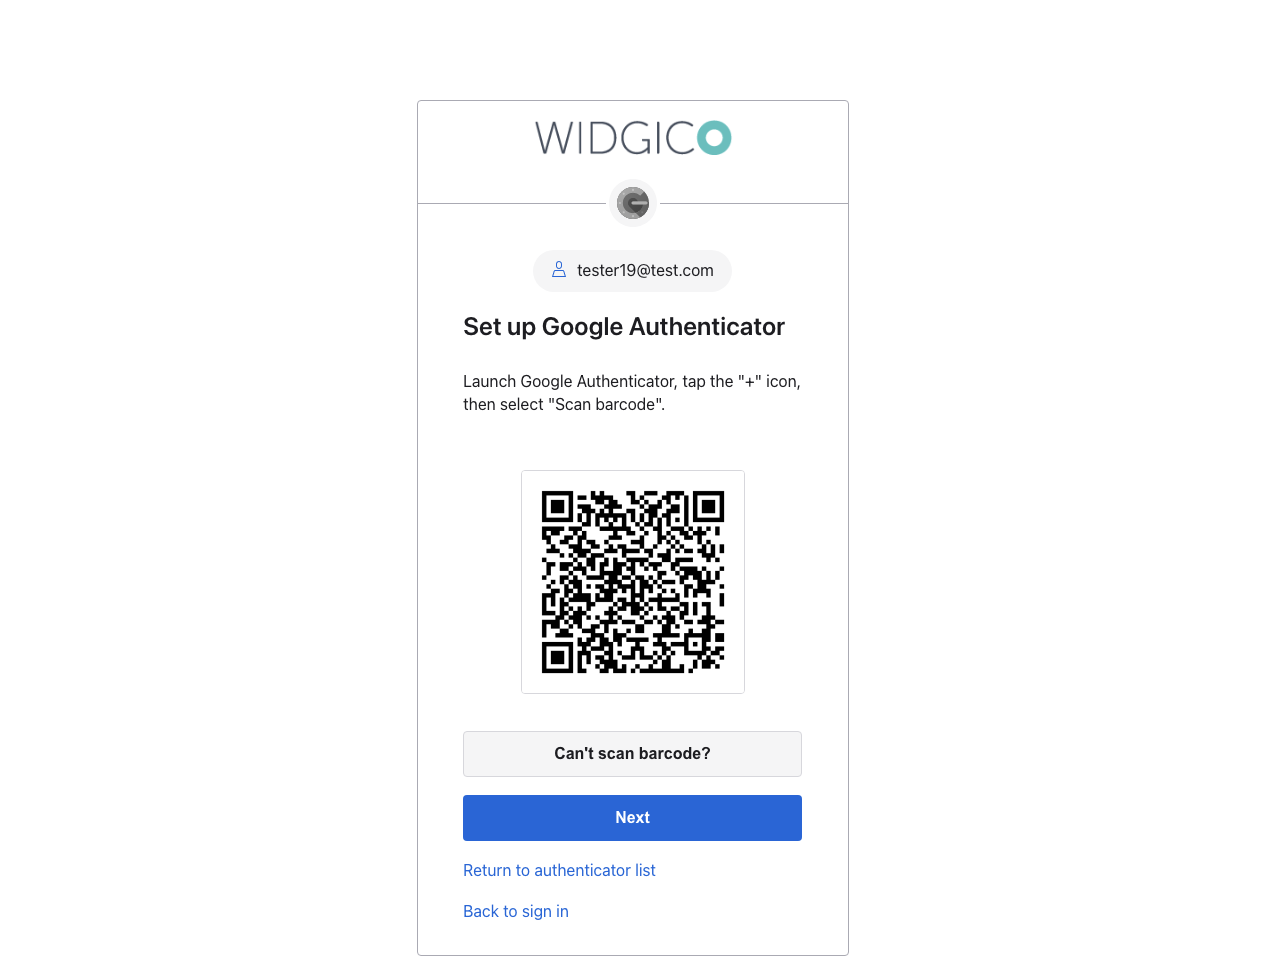 WIDGICO
tester19@test.com
Set up Google Authenticator
Launch Google Authenticator, tap the "+" icon,
then select "Scan barcode".
Can't scan barcode?
Next
Return to authenticator list
Back to sign in